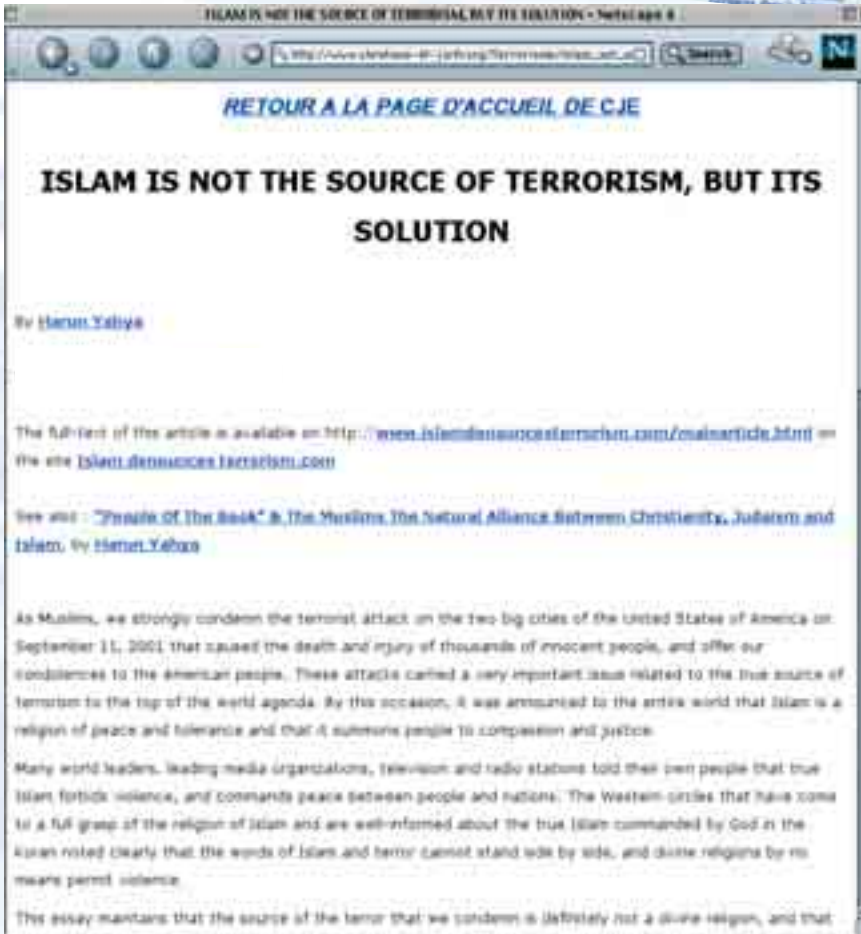 ISLAM IS NOT THE SOURCE OF TERRORISM, BUT ITS SOLUTION - Netscape 6
Search
N
RETOUR A LA PAGE D'ACCUEIL DE CJE
ISLAM IS NOT THE SOURCE OF TERRORISM, BUT ITS
SOLUTION
By Harun Yahya
The full-text of this article is available on http://www.islamdenouncesterrorism.com/mainarticle.html on
the site Islam denounces terrorism.com
See also : "People Of The Book" & The Muslims The Natural Alliance Between Christianity, Judaism and
Islam, by Harun Yahya
As Muslims, we strongly condemn the terrorist attack on the two big cities of the United States of America on
September 11, 2001 that caused the death and injury of thousands of innocent people, and offer our
condolences to the American people. These attacks carried a very important issue related to the true source of
terrorism to the top of the world agenda. By this occasion, it was announced to the entire world that Islam is a
religion of peace and tolerance and that it summons people to compassion and justice.
Many world leaders, leading media organizations, television and radio stations told their own people that true
Islam forbids violence, and commands peace between people and nations. The Western circles that have come
to a full grasp of the religion of Islam and are well-informed about the true Islam commanded by God in the
Koran noted clearly that the words of Islam and terror cannot stand side by side, and divine religions by no
means permit violence.
This essay maintains that the source of the terror that we condemn is definitely not a divine religion, and that